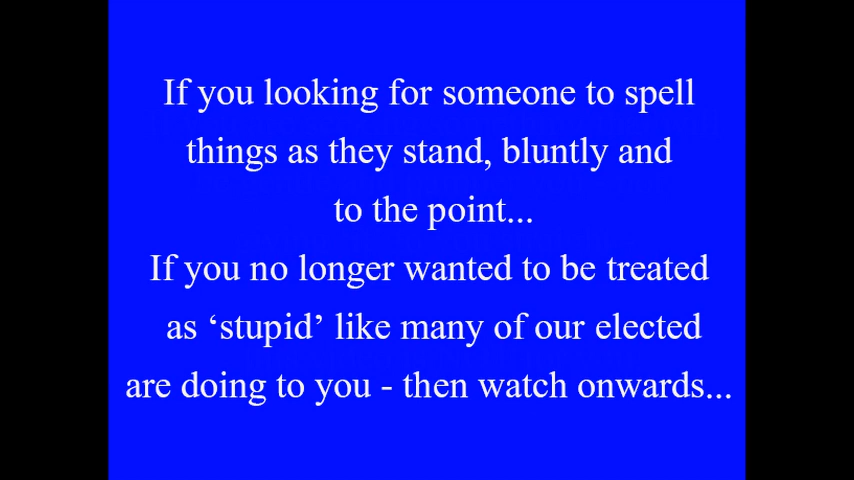 If you looking for someone to spell
things as they stand, bluntly and
to the point...
If you no longer wanted to be treated
as ‘stupid’ like many of our elected
are doing to you - then watch onwards...